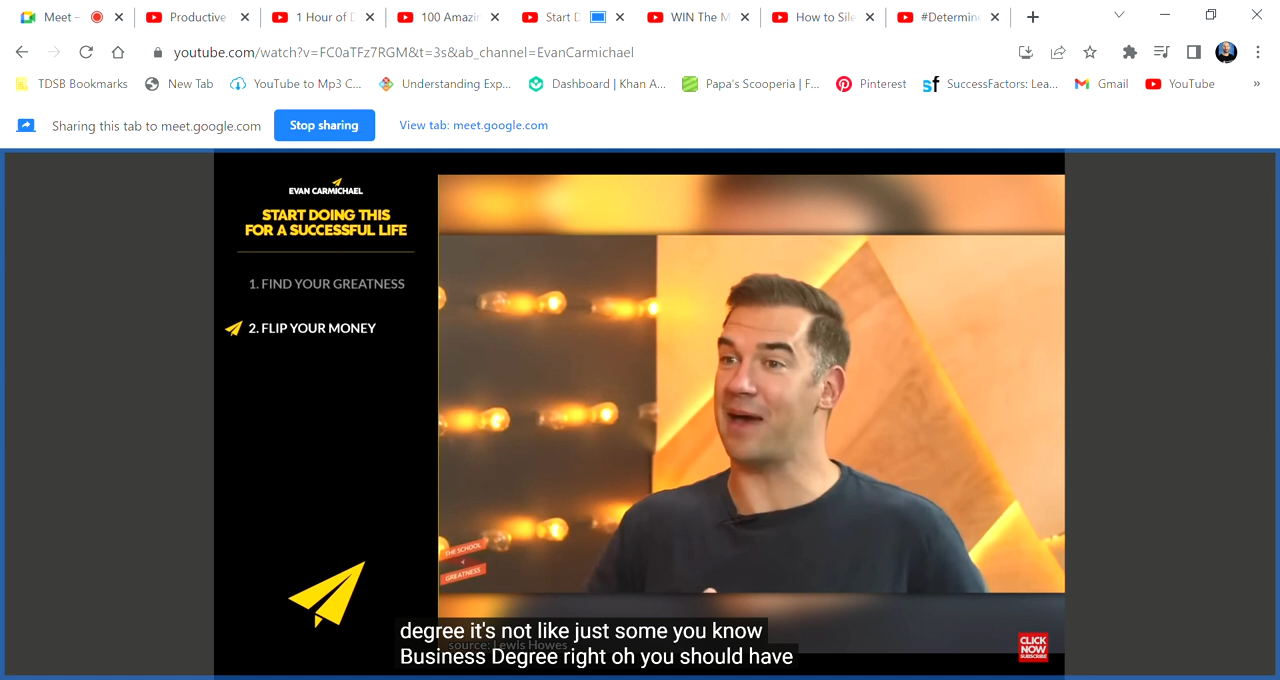 Meet –
Productive
1 Hour of D
100 Amazin
Start D
WIN The M
How to Sile
#Determin
youtube.com/watch?v=FC0aTFz7RGM&t=3s&ab_channel=EvanCarmichael
TDSB Bookmarks
New Tab
YouTube to Mp3 C...
Understanding Exp...
Dashboard | Khan A...
Papa's Scooperia | F...
Pinterest
sf SuccessFactors: Lea...
Gmail
YouTube
»
Sharing this tab to meet.google.com
Stop sharing
View tab: meet.google.com
EVAN CARMICHAEL
START DOING THIS
FOR A SUCCESSFUL LIFE
1. FIND YOUR GREATNESS
2. FLIP YOUR MONEY
THE SCHOOL
GREATNESS
degree it's not like just some you know
source: Lewis Howes
Business Degree right oh you should have
CLICK
NOW
SUBSCRIBE